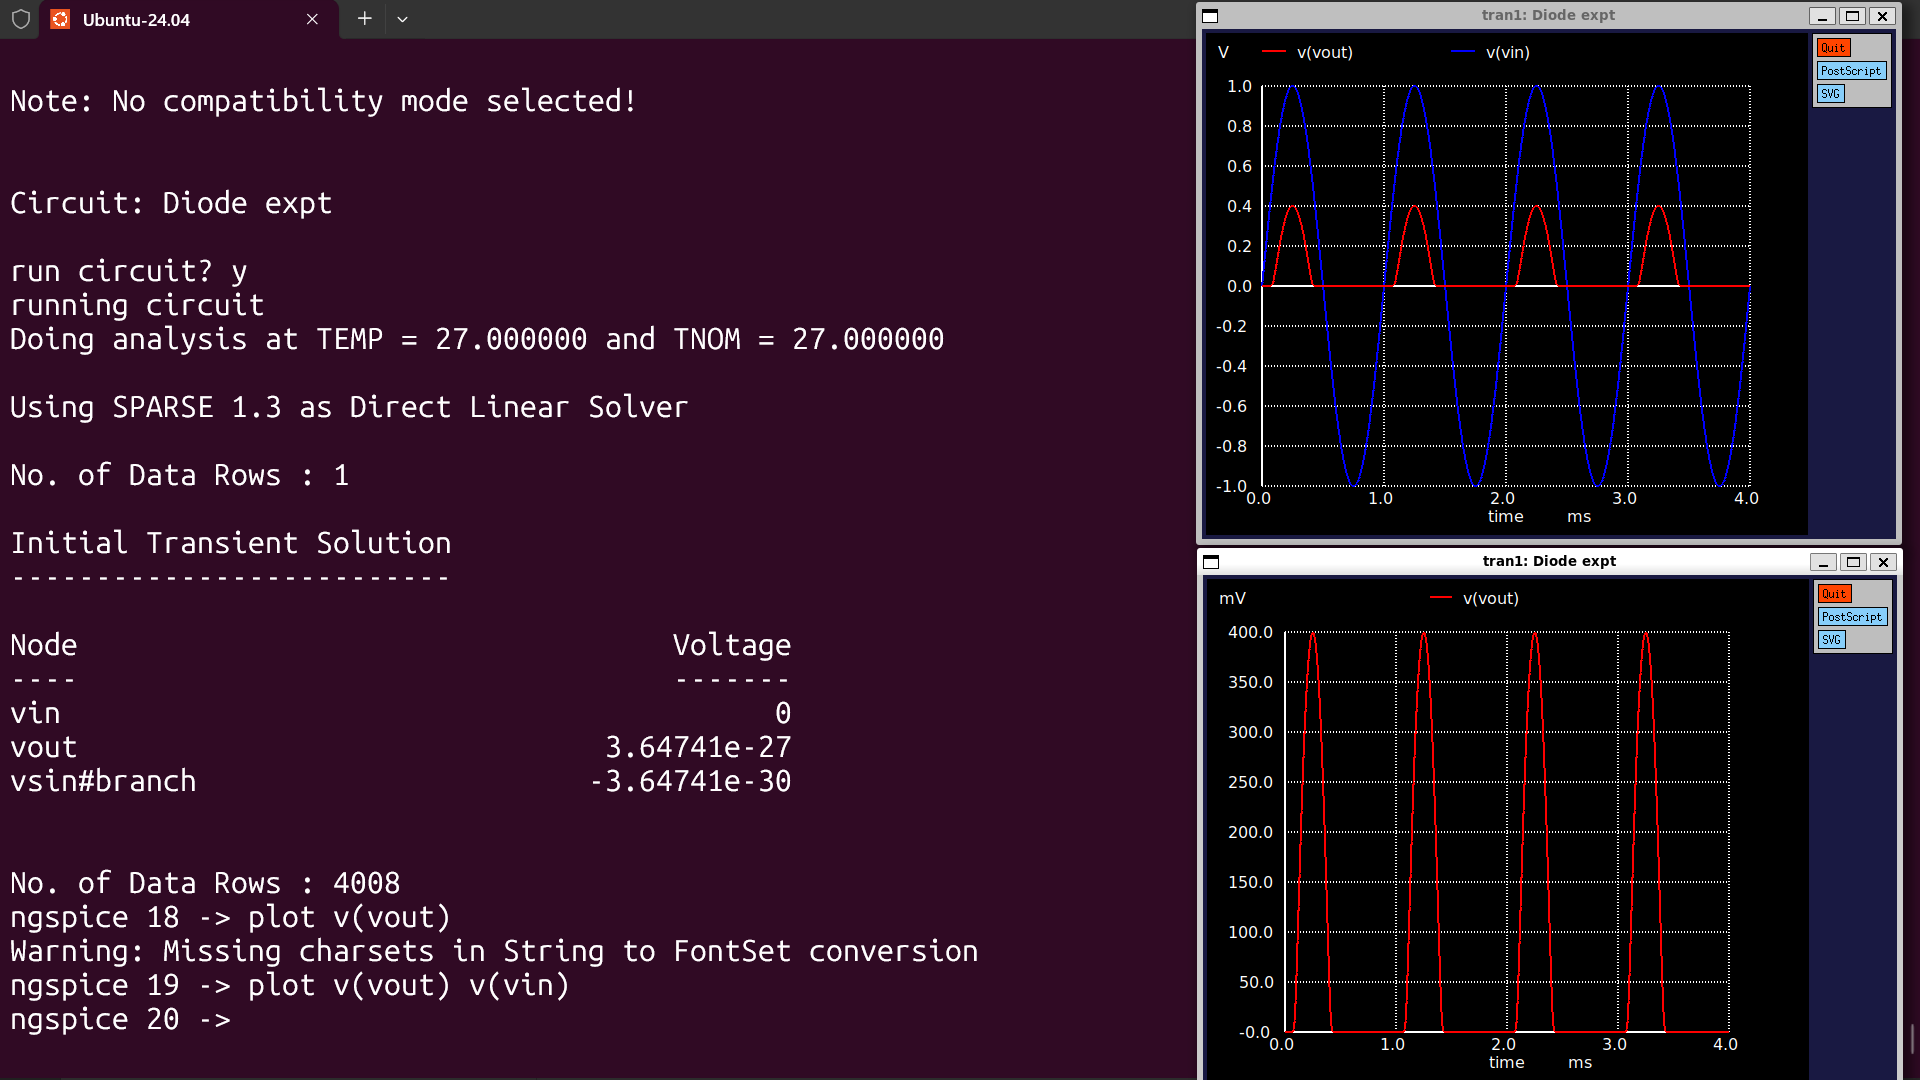 Ubuntu-24.04
Note: No compatibility mode selected!
Circuit: Diode expt
run circuit? y
running circuit
Doing analysis at TEMP = 27.000000 and TNOM = 27.000000
Using SPARSE 1.3 as Direct Linear Solver
No. of Data Rows : 1
Initial Transient Solution
--------------------------
Node Voltage
---- -------
vin 0
vout 3.64741e-27
vsin#branch -3.64741e-30
No. of Data Rows : 4008
ngspice 18 -> plot v(vout)
Warning: Missing charsets in String to FontSet conversion
ngspice 19 -> plot v(vout) v(vin)
ngspice 20 ->
tran1: Diode expt
V v(vout) v(vin)
Quit
PostScript
SVG
1.0
0.8
0.6
0.4
0.2
0.0
-0.2
-0.4
-0.6
-0.8
-1.0
0.0 1.0 2.0 3.0 4.0
time ms
tran1: Diode expt
mV v(vout)
Quit
PostScript
SVG
400.0
350.0
300.0
250.0
200.0
150.0
100.0
50.0
-0.0
0.0 1.0 2.0 3.0 4.0
time ms